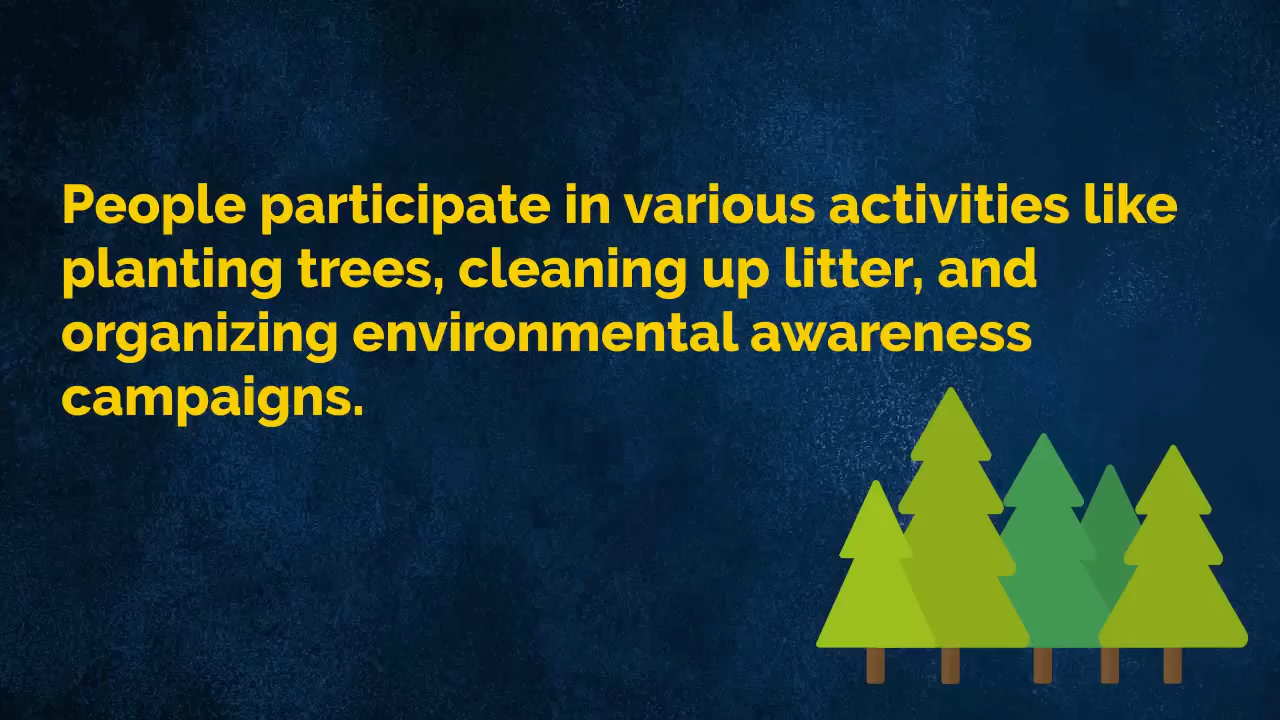 People participate in various activities like
planting trees, cleaning up litter, and
organizing environmental awareness
campaigns.